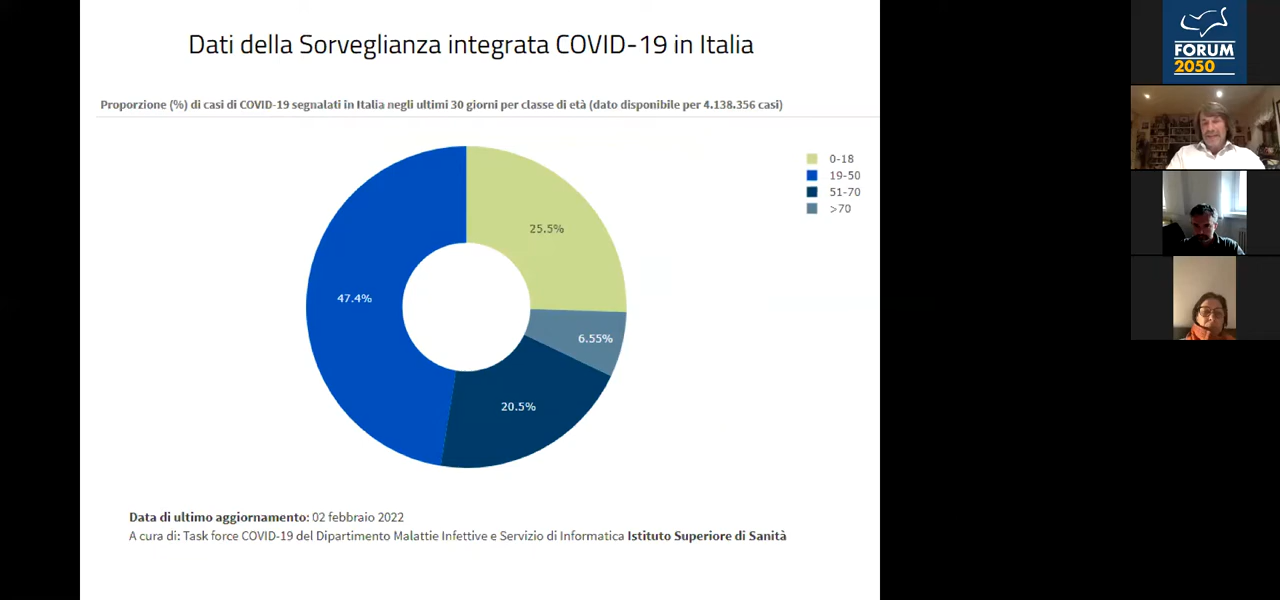 Dati della Sorveglianza integrata COVID-19 in Italia
Proporzione (%) di casi di COVID-19 segnalati in Italia negli ultimi 30 giorni per classe di età (dato disponibile per 4.138.356 casi)
0-18
19-50
51-70
>70
25.5%
47.4%
6.55%
20.5%
Data di ultimo aggiornamento: 02 febbraio 2022
A cura di: Task force COVID-19 del Dipartimento Malattie Infettive e Servizio di Informatica Istituto Superiore di Sanità
FORUM
2050